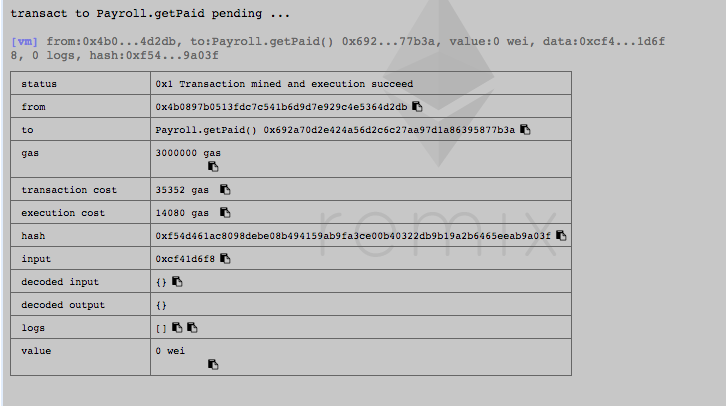 transact to Payroll.getPaid pending ...
[vm] from:0x4b0...4d2db, to:Payroll.getPaid() 0x692...77b3a, value:0 wei, data:0xcf4...1d6f
8, 0 logs, hash:0xf54...9a03f
status 0x1 Transaction mined and execution succeed
from 0x4b0897b0513fdc7c541b6d9d7e929c4e5364d2db
to Payroll.getPaid() 0x692a70d2e424a56d2c6c27aa97d1a86395877b3a
gas 3000000 gas
transaction cost 35352 gas
execution cost 14080 gas
hash 0xf54d461ac8098debe08b494159ab9fa3ce00b40322db9b19a2b6465eeab9a03f
input 0xcf41d6f8
decoded input {}
decoded output {}
logs []
value 0 wei
remix